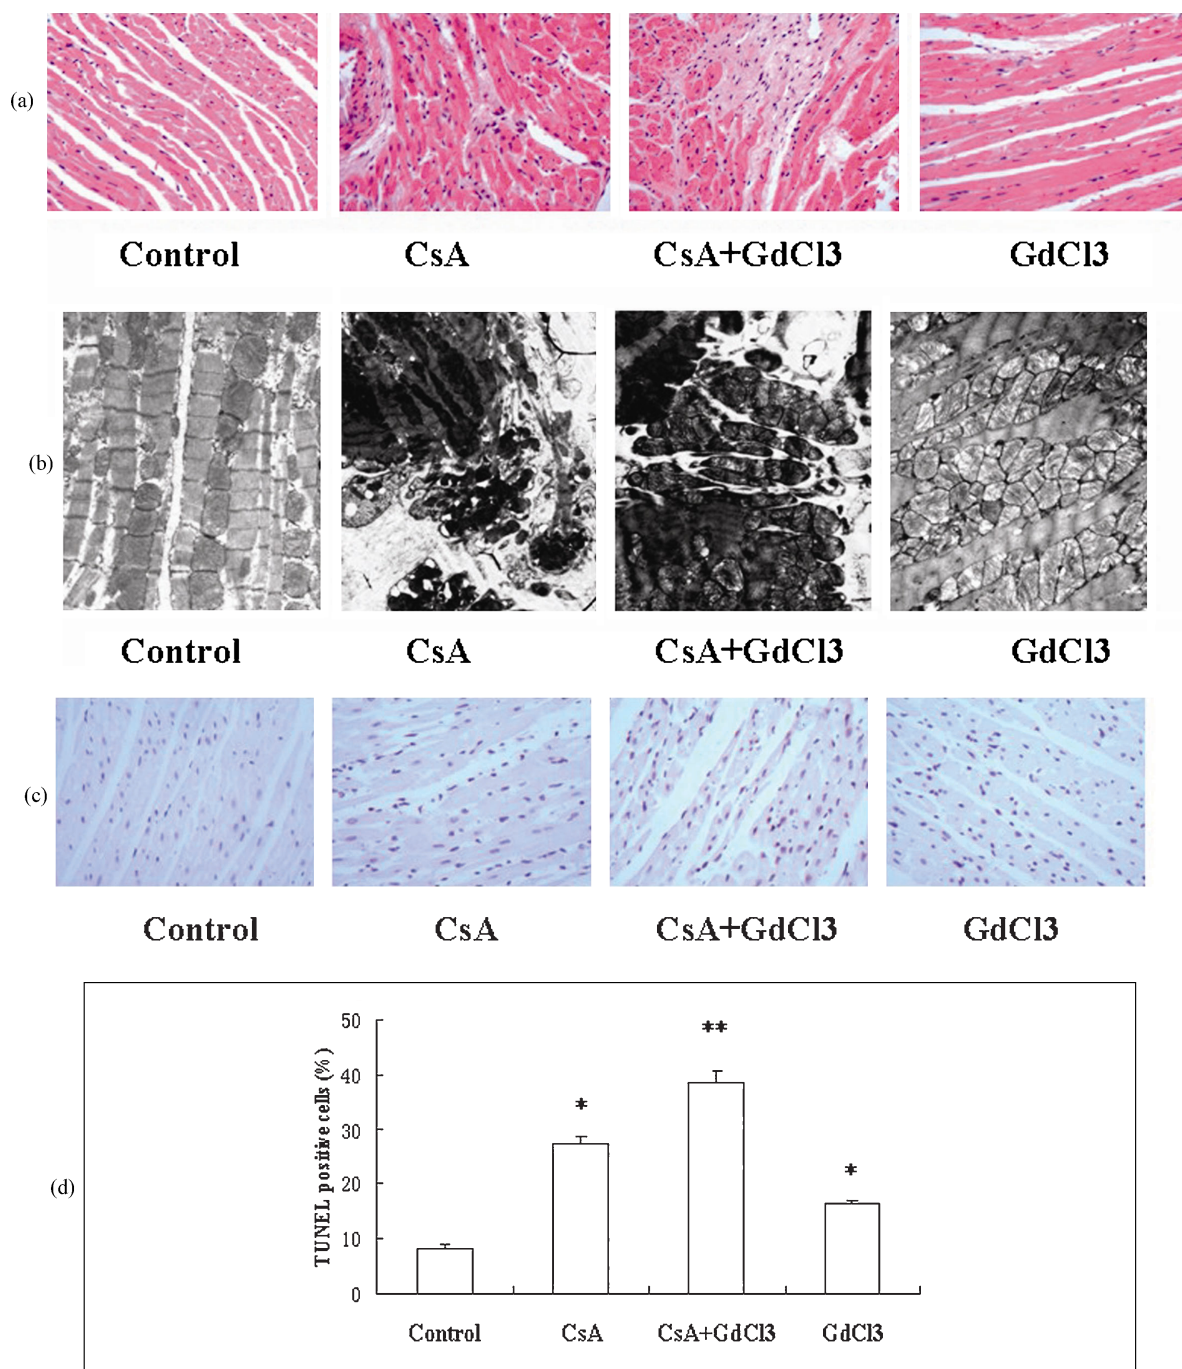 (a)
Control CsA CsA+GdCl3 GdCl3
(b)
Control CsA CsA+GdCl3 GdCl3
(c)
Control CsA CsA+GdCl3 GdCl3
(d)
TUNEL positive cells (%)
50
40
30
20
10
0
*
**
*
Control CsA CsA+GdCl3 GdCl3